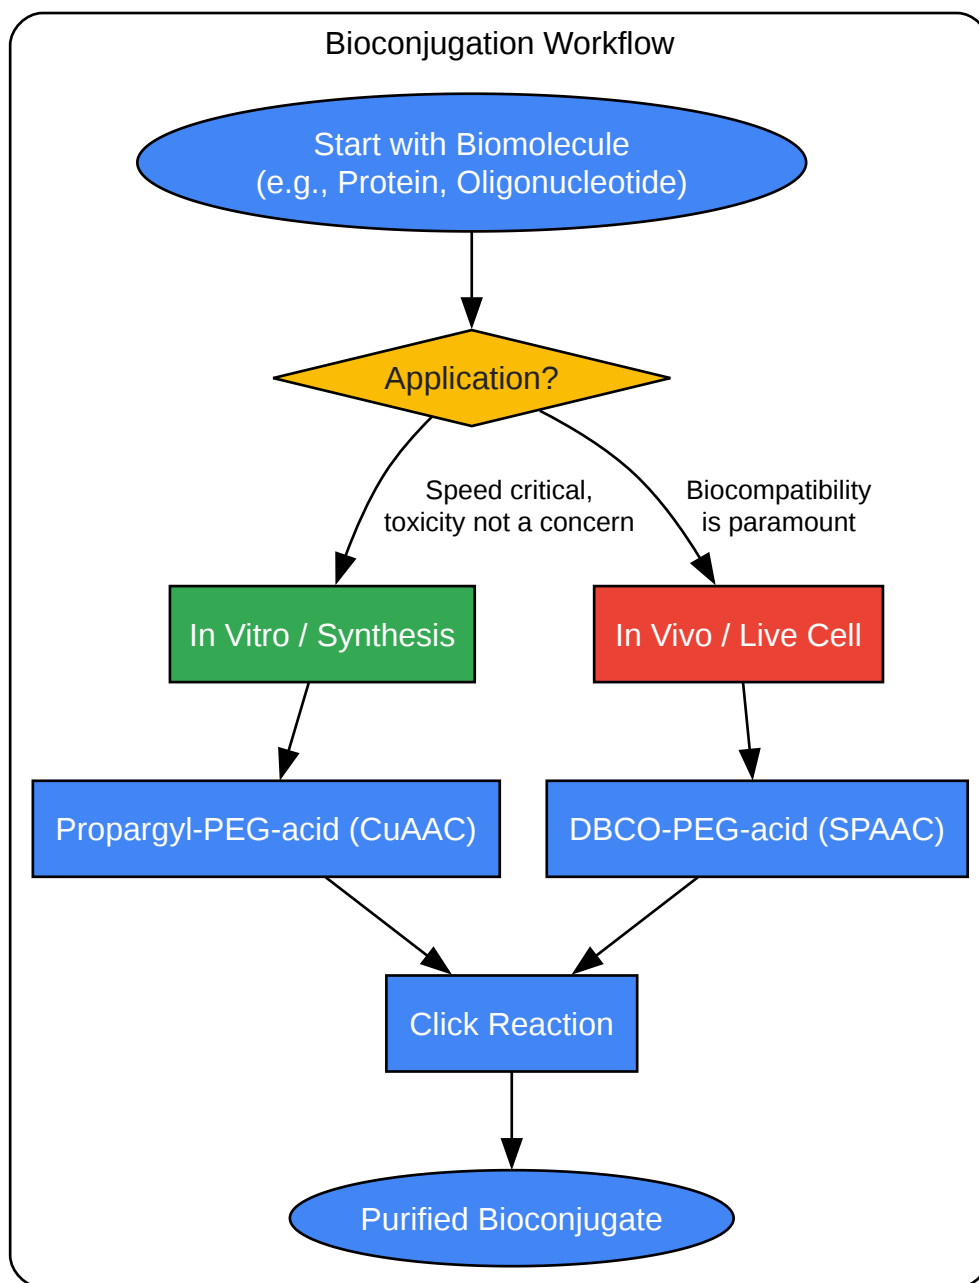 Bioconjugation Workflow
Start with Biomolecule
(e.g., Protein, Oligonucleotide)
Application?
Speed critical,
toxicity not a concern
Biocompatibility
is paramount
In Vitro / Synthesis
In Vivo / Live Cell
Propargyl-PEG-acid (CuAAC)
DBCO-PEG-acid (SPAAC)
Click Reaction
Purified Bioconjugate